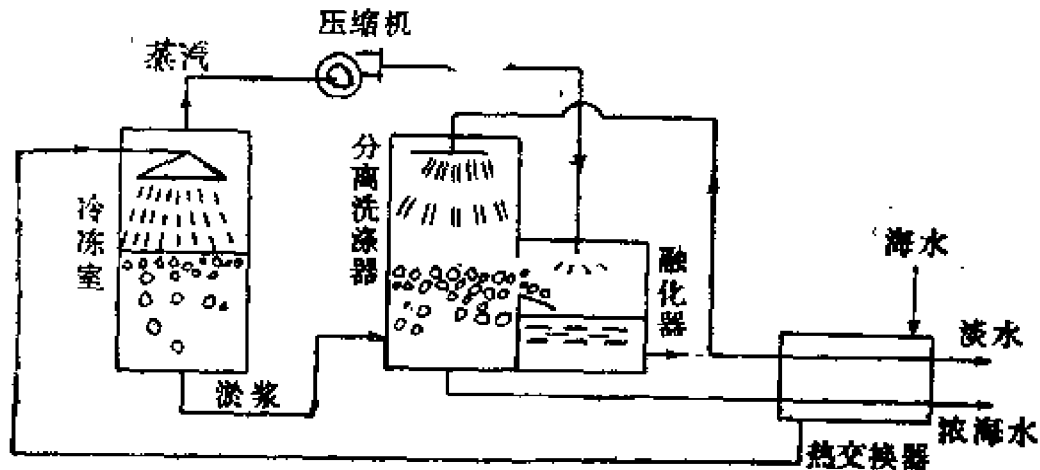 压缩机
蒸汽
分离洗涤器
冷冻室
海水
融化器
淡水
淤浆
浓海水
热交换器